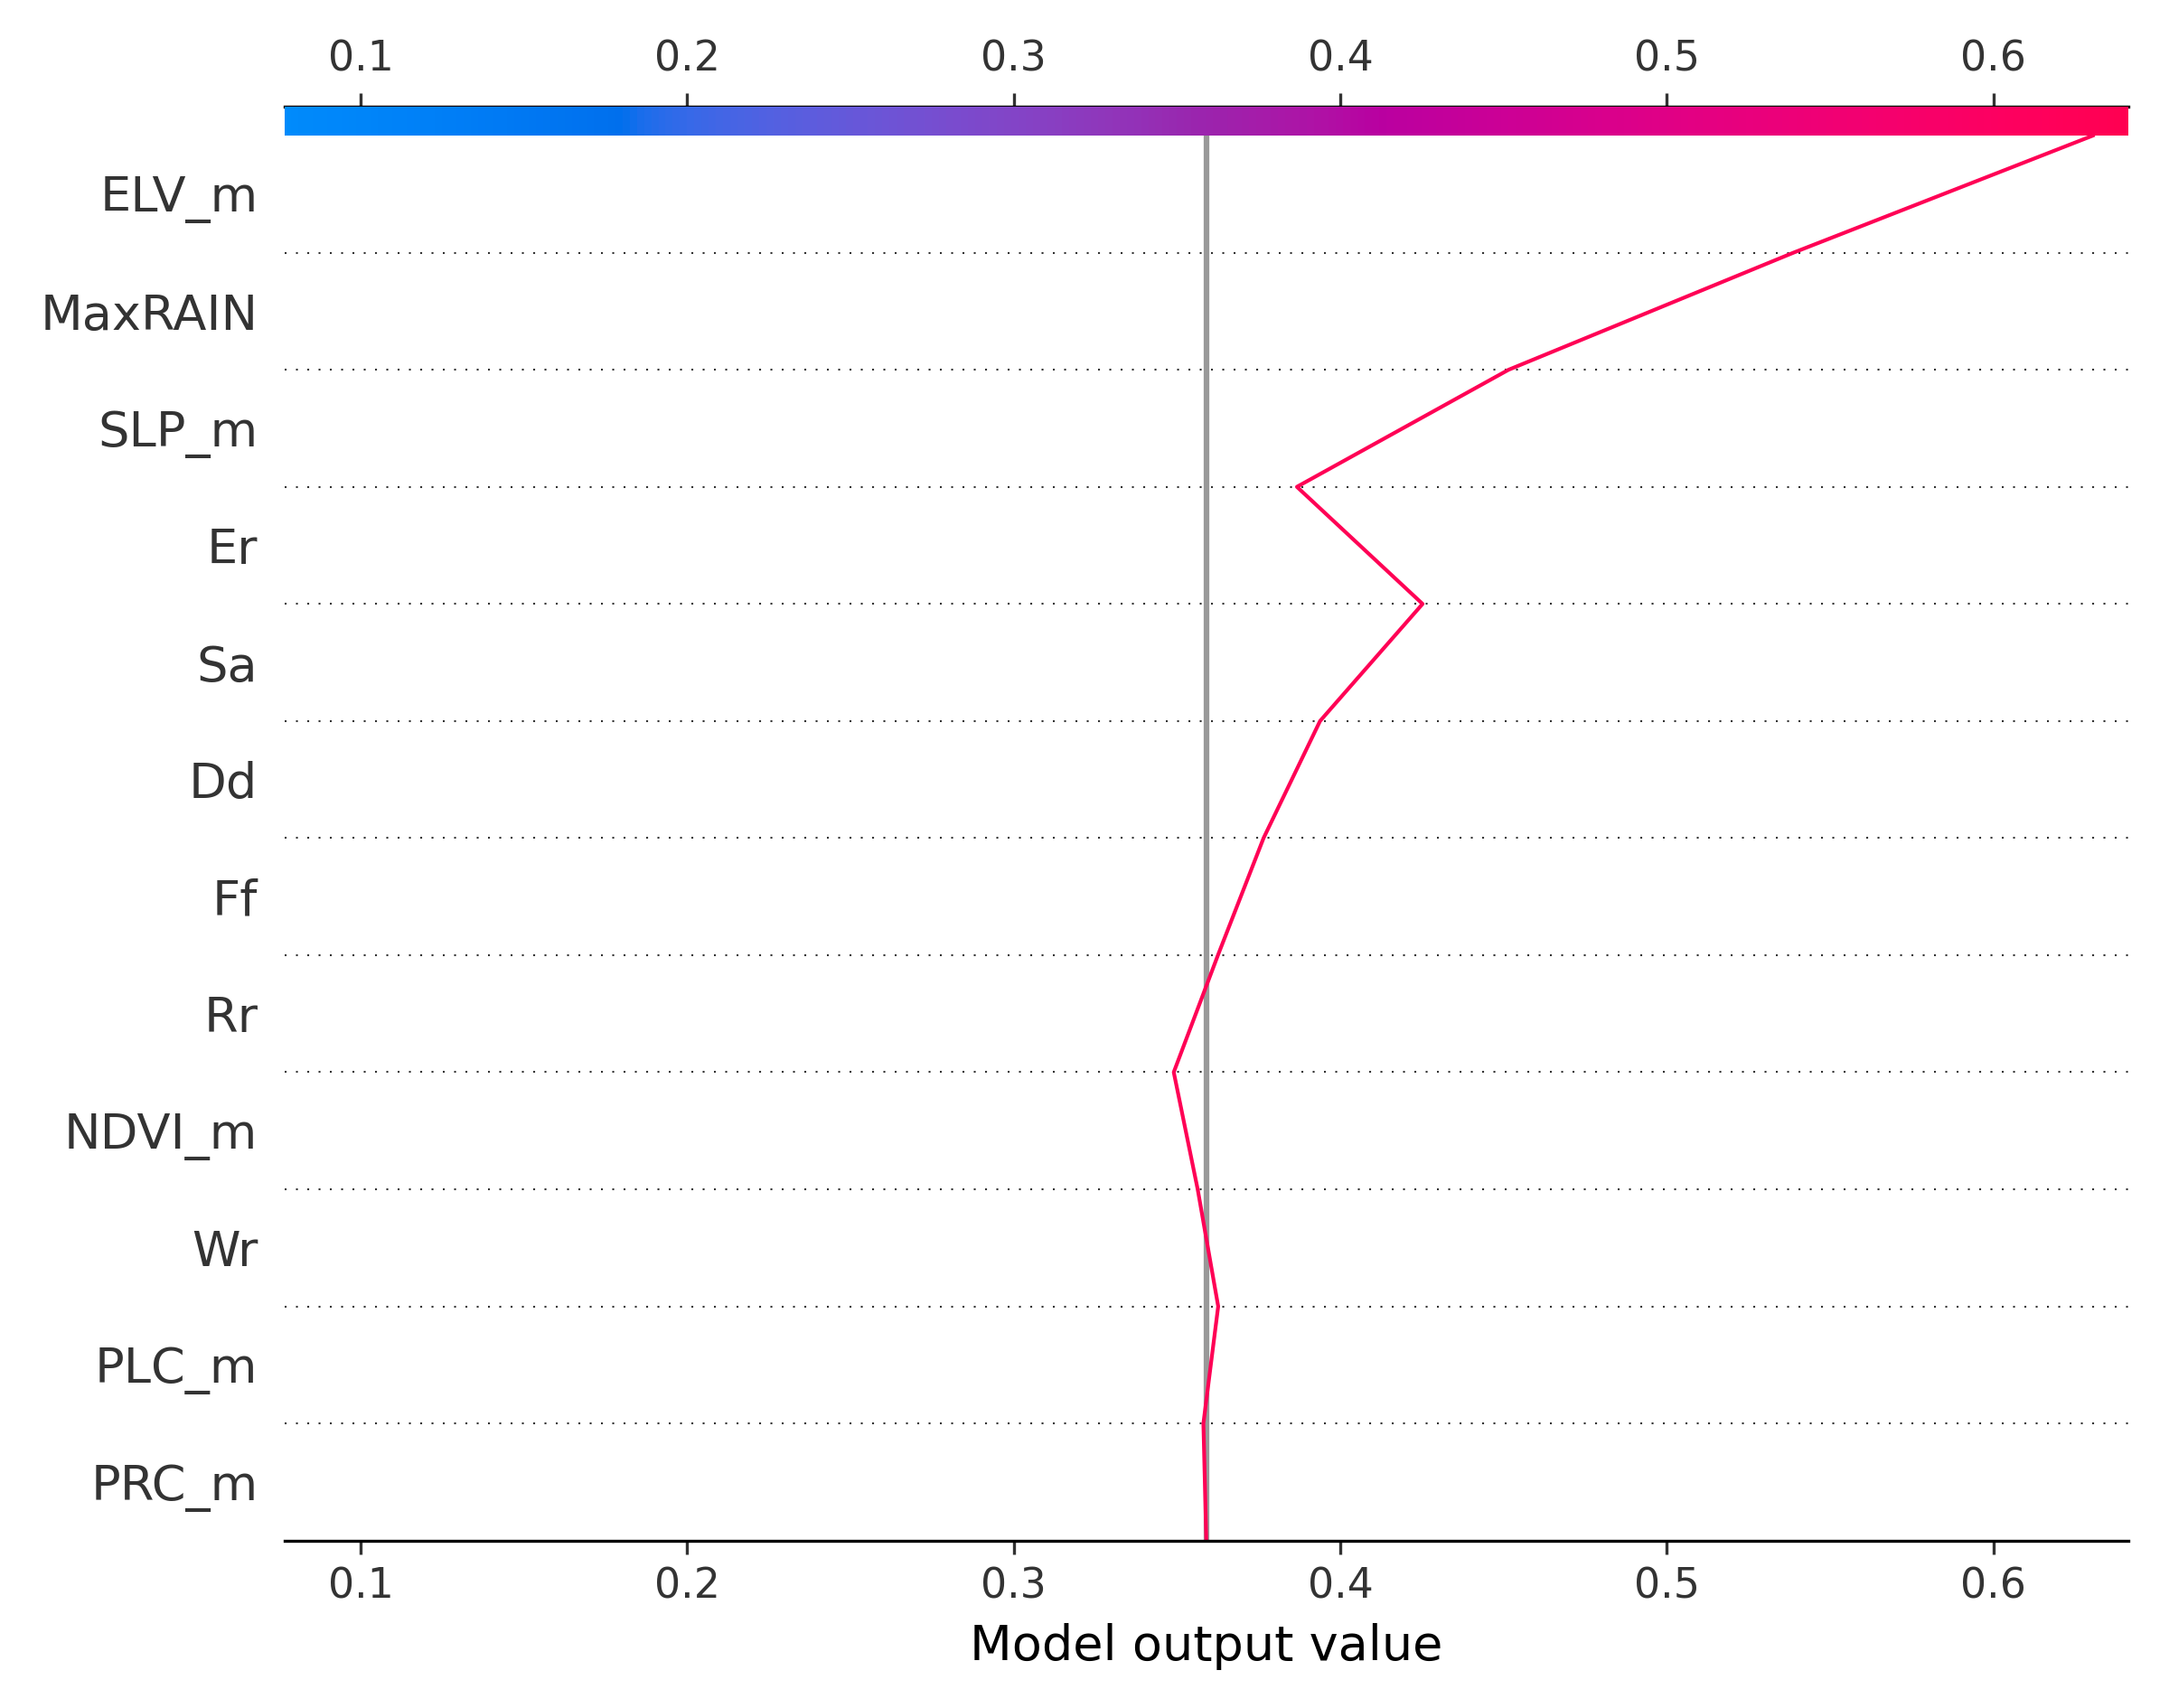 0.1 0.2 0.3 0.4 0.5 0.6
ELV_m
MaxRAIN
SLP_m
Er
Sa
Dd
Ff
Rr
NDVI_m
Wr
PLC_m
PRC_m
0.1 0.2 0.3 0.4 0.5 0.6
Model output value